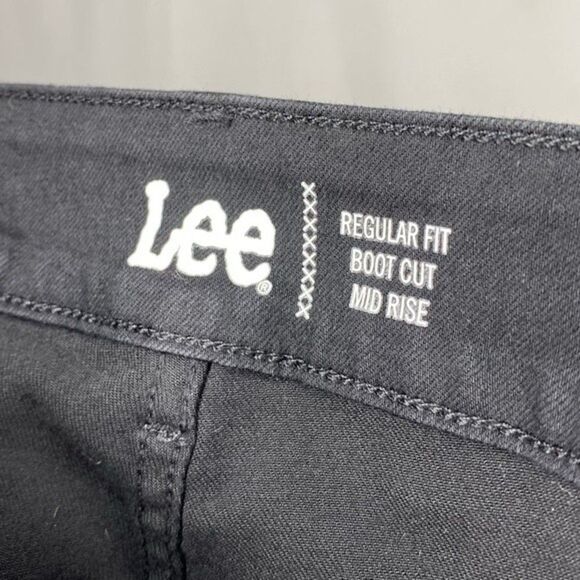 Lee®
REGULAR FIT
BOOT CUT
MID RISE